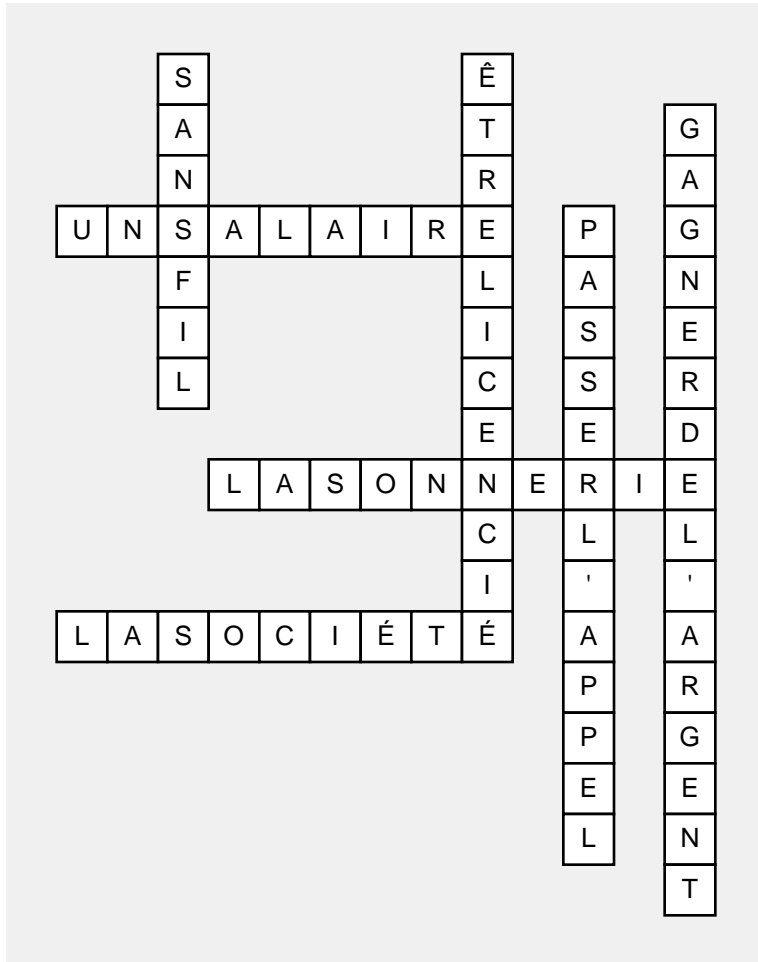 SANSFIL
ÊTRELICENCIÉ
GAGNERDEL'ARGENT
UNSALAIRE
PASSERL'APPEL
LASONNERIE
LASOCIÉTÉ